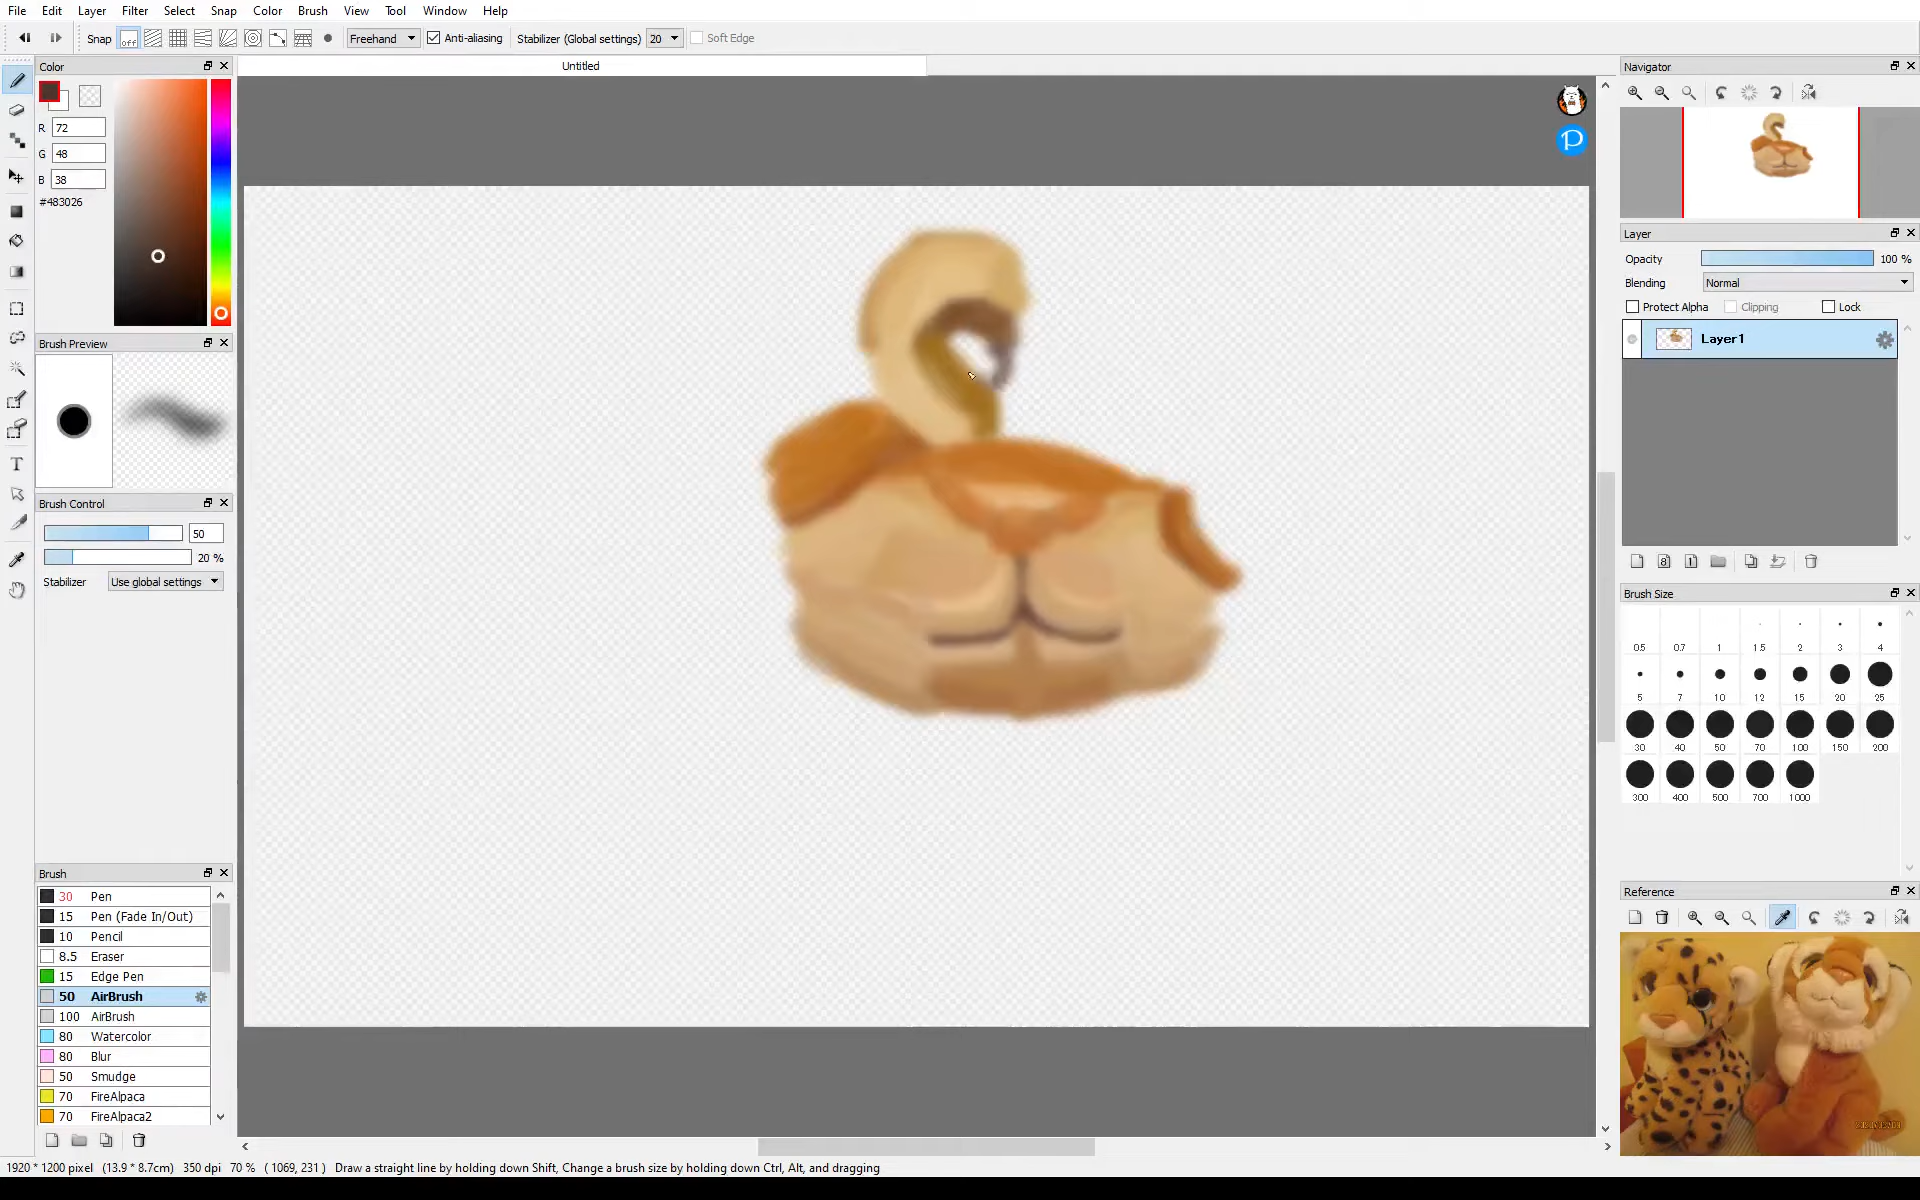 File Edit Layer Filter Select Snap Color Brush View Tool Window Help
Snap off Freehand Anti-aliasing Stabilizer (Global settings) 20 Soft Edge
Color
Untitled
Navigator
R 72
G 48
B 38
#483026
Layer
Opacity 100 %
Blending Normal
Protect Alpha Clipping Lock
Layer1
Brush Preview
Brush Control
50
20 %
Stabilizer Use global settings
Brush Size
0.5 0.7 1 1.5 2 3 4
5 7 10 12 15 20 25
30 40 50 70 100 150 200
300 400 500 700 1000
Brush
30 Pen
15 Pen (Fade In/Out)
10 Pencil
8.5 Eraser
15 Edge Pen
50 AirBrush
100 AirBrush
80 Watercolor
80 Blur
50 Smudge
70 FireAlpaca
70 FireAlpaca2
Reference
1920 * 1200 pixel (13.9 * 8.7cm) 350 dpi 70 % ( 1069, 231 ) Draw a straight line by holding down Shift, Change a brush size by holding down Ctrl, Alt, and dragging